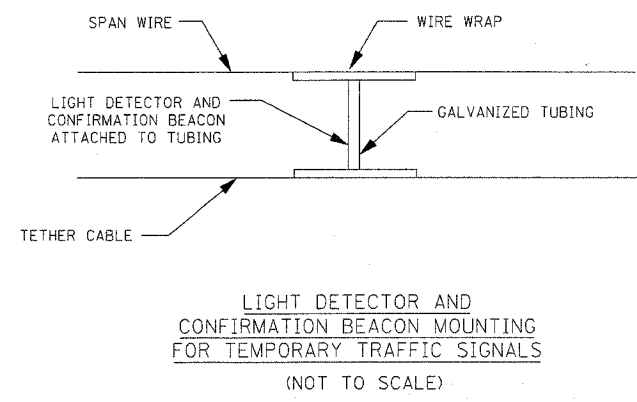 SPAN WIRE
WIRE WRAP
LIGHT DETECTOR AND
CONFIRMATION BEACON
ATTACHED TO TUBING
GALVANIZED TUBING
TETHER CABLE
LIGHT DETECTOR AND
CONFIRMATION BEACON MOUNTING
FOR TEMPORARY TRAFFIC SIGNALS
(NOT TO SCALE)